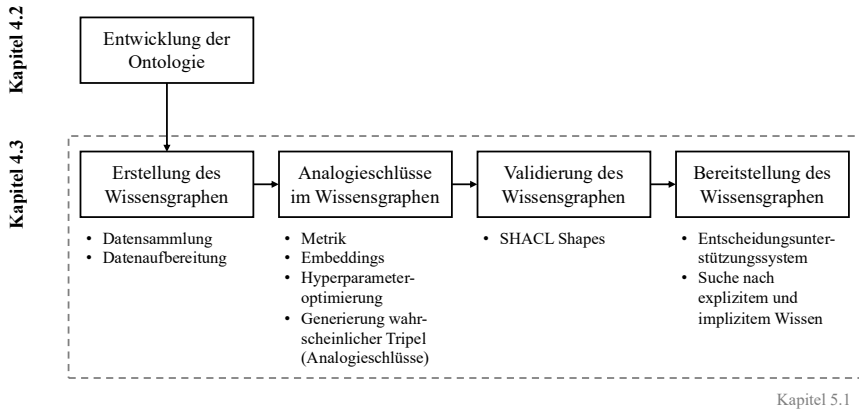 Kapitel 4.2
Entwicklung der
Ontologie
Kapitel 4.3
Erstellung des
Wissensgraphen
• Datensammlung
• Datenaufbereitung
Analogieschlüsse
im Wissensgraphen
• Metrik
• Embeddings
• Hyperparameter-
optimierung
• Generierung wahr-
scheinlicher Tripel
(Analogieschlüsse)
Validierung des
Wissensgraphen
• SHACL Shapes
Bereitstellung des
Wissensgraphen
• Entscheidungsunter-
stützungssystem
• Suche nach
explizitem und
implizitem Wissen
Kapitel 5.1